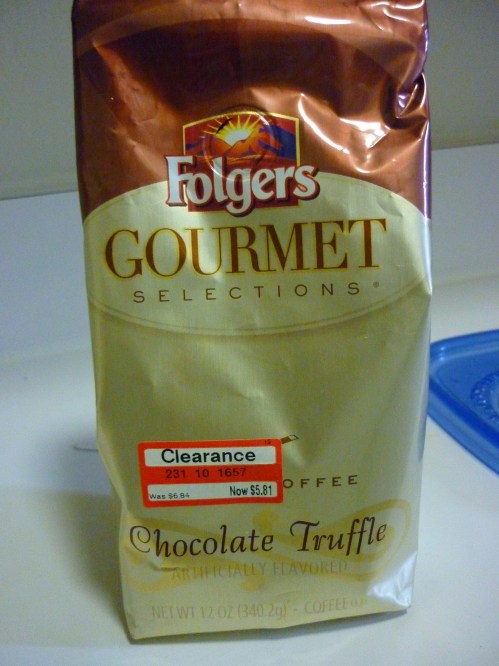 Folgers
GOURMET
SELECTIONS®
Clearance
231 10 1657
Was $6.84 Now $5.81
OFFEE
Chocolate Truffle
ARTIFICIALLY FLAVORED
NET WT 12 OZ (340.2g) - COFFEE